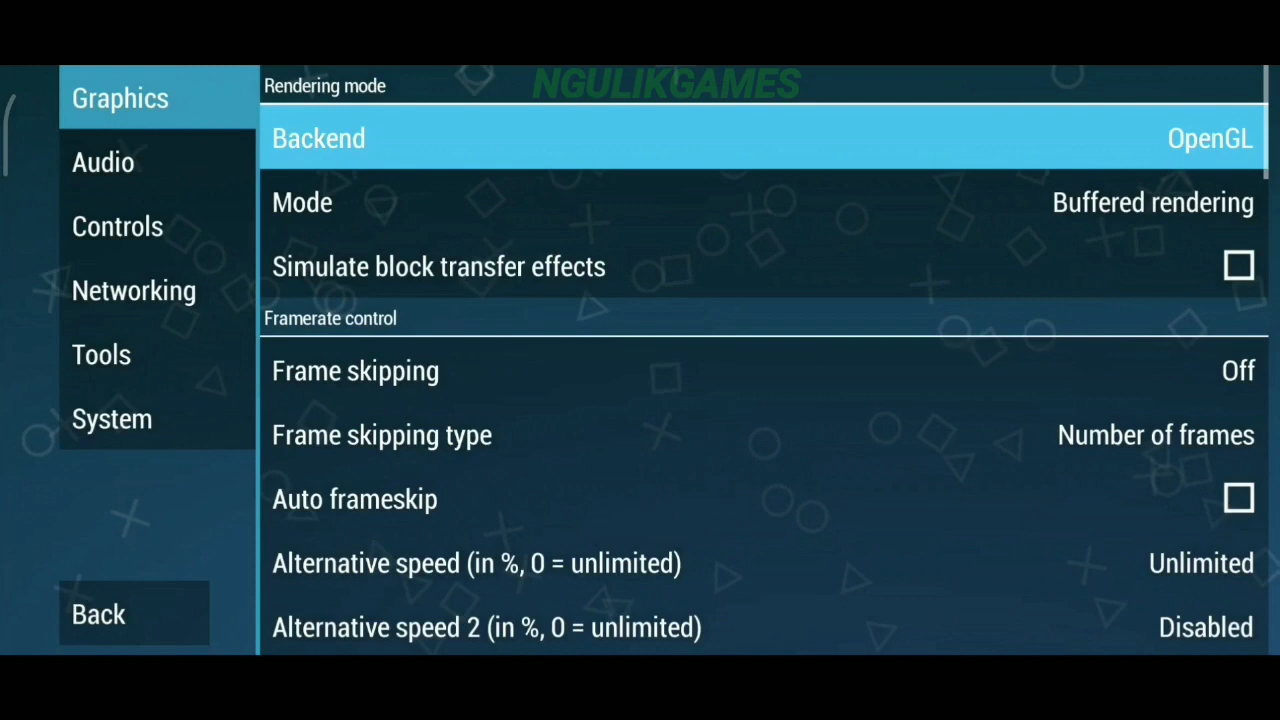 NGULIKGAMES
Graphics
Audio
Controls
Networking
Tools
System
Back
Rendering mode
Backend OpenGL
Mode Buffered rendering
Simulate block transfer effects
Framerate control
Frame skipping Off
Frame skipping type Number of frames
Auto frameskip
Alternative speed (in %, 0 = unlimited) Unlimited
Alternative speed 2 (in %, 0 = unlimited) Disabled